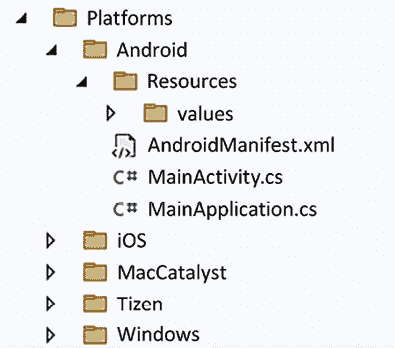 Platforms
Android
Resources
values
AndroidManifest.xml
C# MainActivity.cs
C# MainApplication.cs
iOS
MacCatalyst
Tizen
Windows